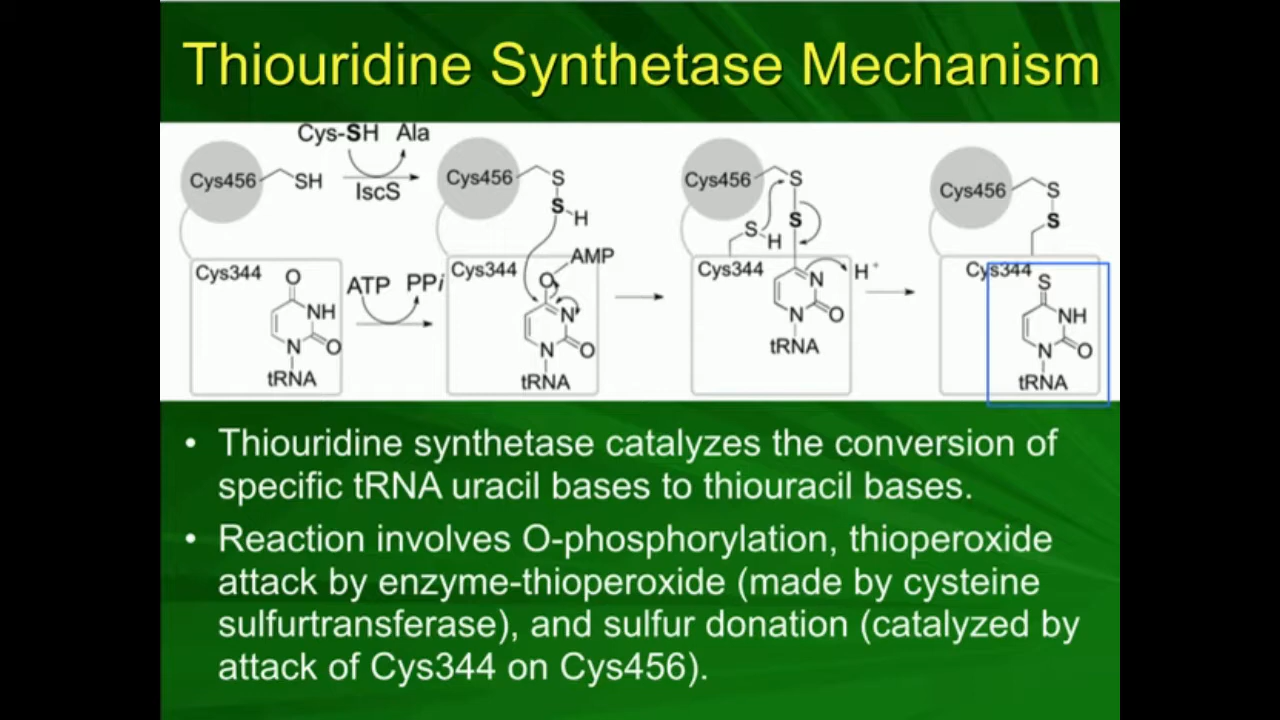 Thiouridine Synthetase Mechanism
Cys-SH Ala
IscS
Cys456 SH
Cys344
O
NH
N O
tRNA
ATP PPi
Cys456 S
S H
AMP
Cys344
O
N
N O
tRNA
Cys456 S
S
S H
Cys344
H+
N
N O
tRNA
Cys456 S
S
Cys344
S
NH
N O
tRNA
• Thiouridine synthetase catalyzes the conversion of
specific tRNA uracil bases to thiouracil bases.
• Reaction involves O-phosphorylation, thioperoxide
attack by enzyme-thioperoxide (made by cysteine
sulfurtransferase), and sulfur donation (catalyzed by
attack of Cys344 on Cys456).